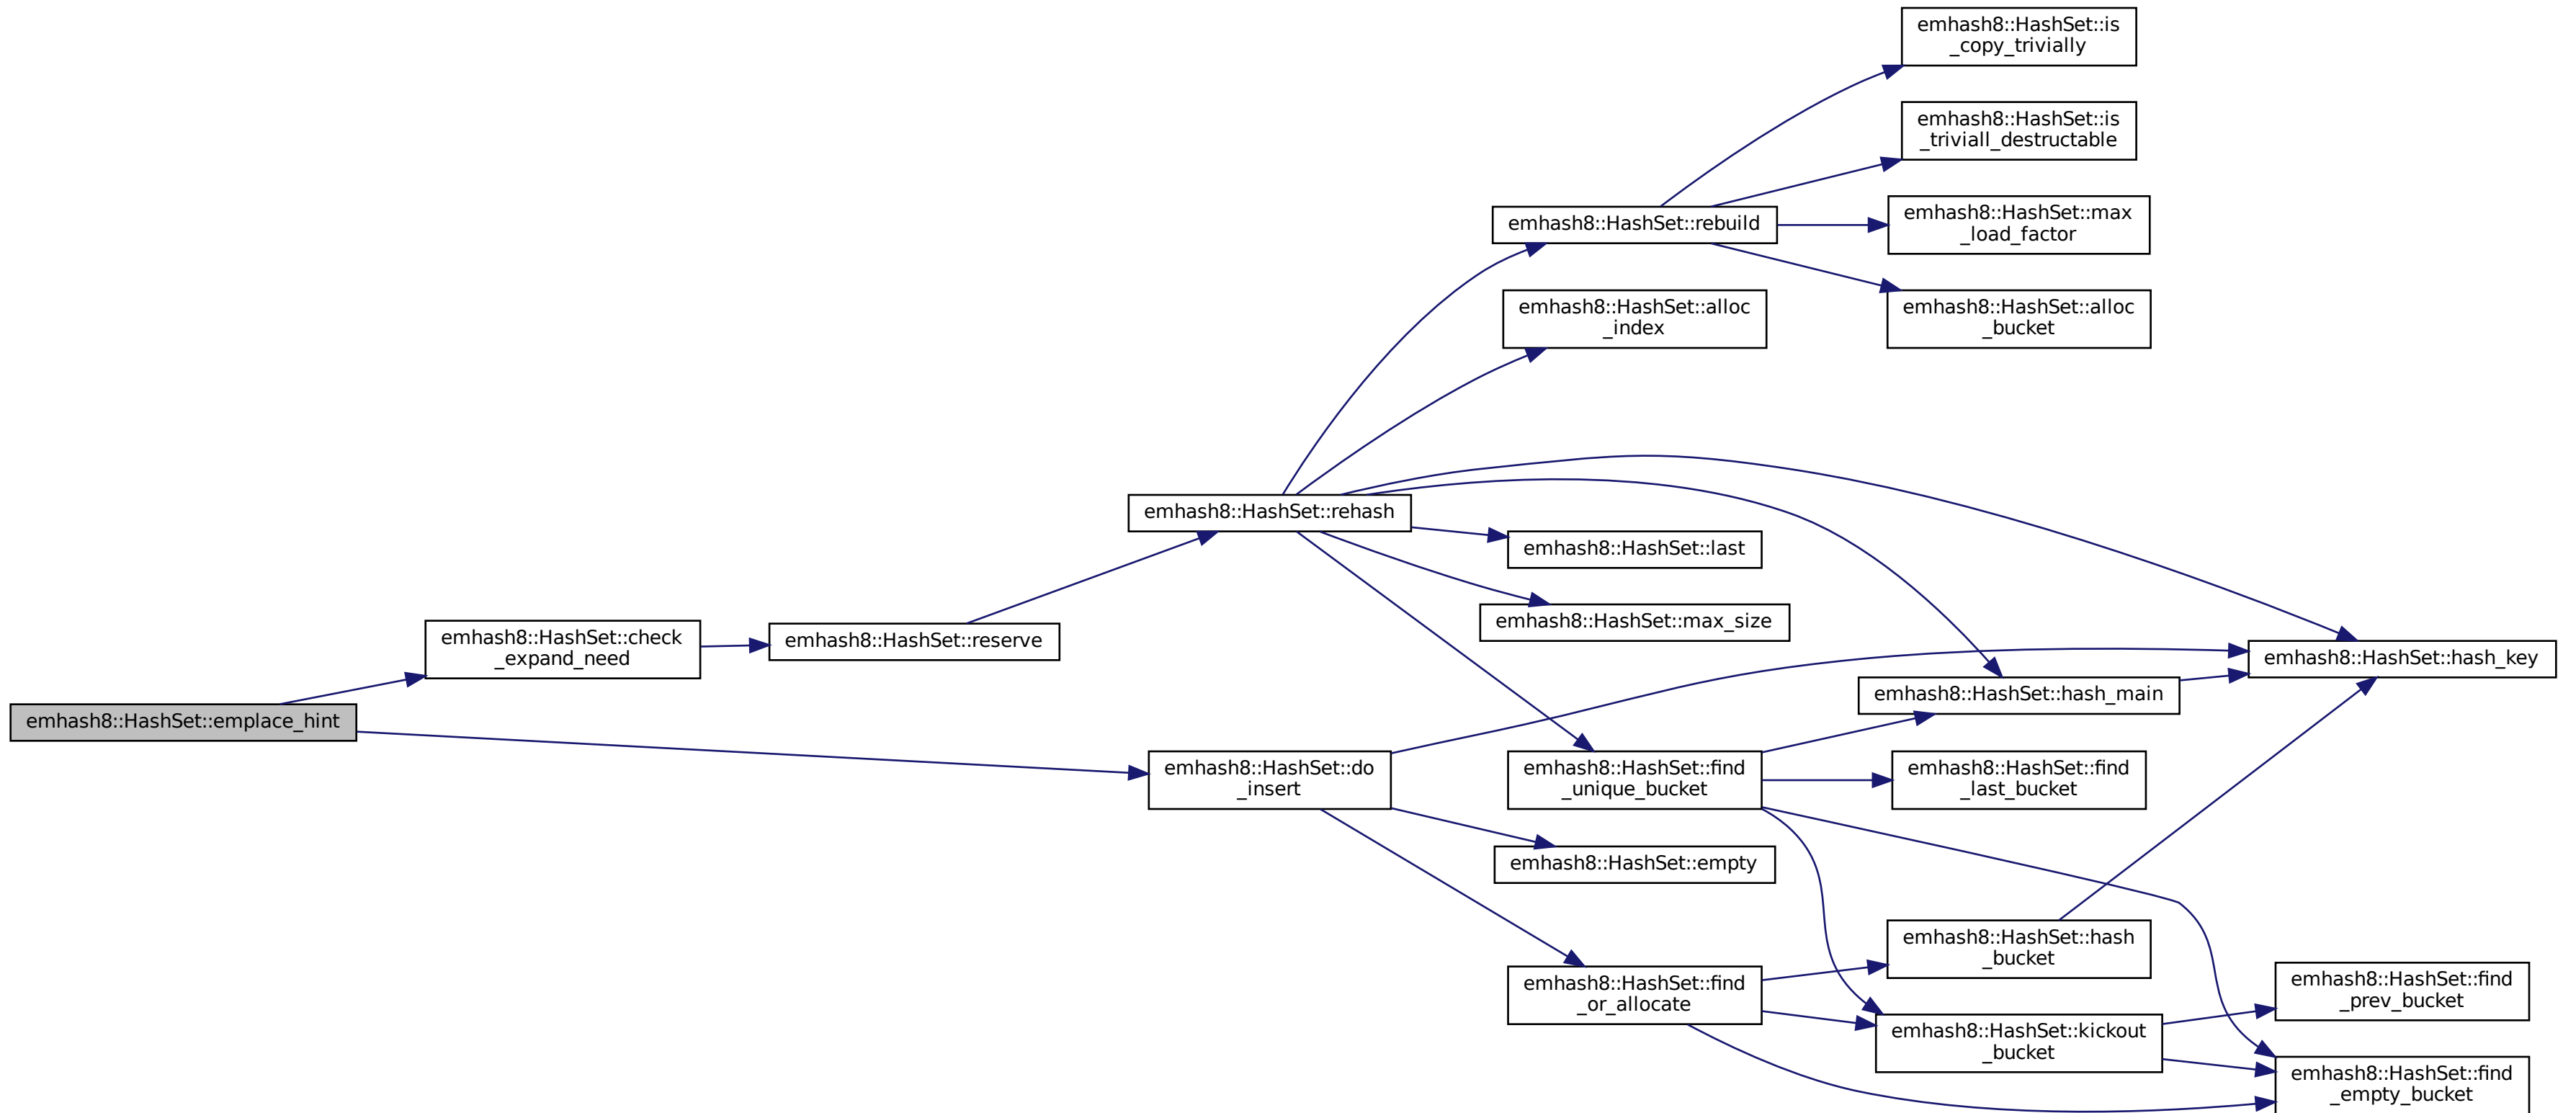 emhash8::HashSet::is
_copy_trivially
emhash8::HashSet::is
_triviall_destructable
emhash8::HashSet::rebuild
emhash8::HashSet::max
_load_factor
emhash8::HashSet::alloc
_index
emhash8::HashSet::alloc
_bucket
emhash8::HashSet::rehash
emhash8::HashSet::last
emhash8::HashSet::max_size
emhash8::HashSet::check
_expand_need
emhash8::HashSet::reserve
emhash8::HashSet::hash_key
emhash8::HashSet::hash_main
emhash8::HashSet::emplace_hint
emhash8::HashSet::do
_insert
emhash8::HashSet::find
_unique_bucket
emhash8::HashSet::find
_last_bucket
emhash8::HashSet::empty
emhash8::HashSet::hash
_bucket
emhash8::HashSet::find
_or_allocate
emhash8::HashSet::find
_prev_bucket
emhash8::HashSet::kickout
_bucket
emhash8::HashSet::find
_empty_bucket